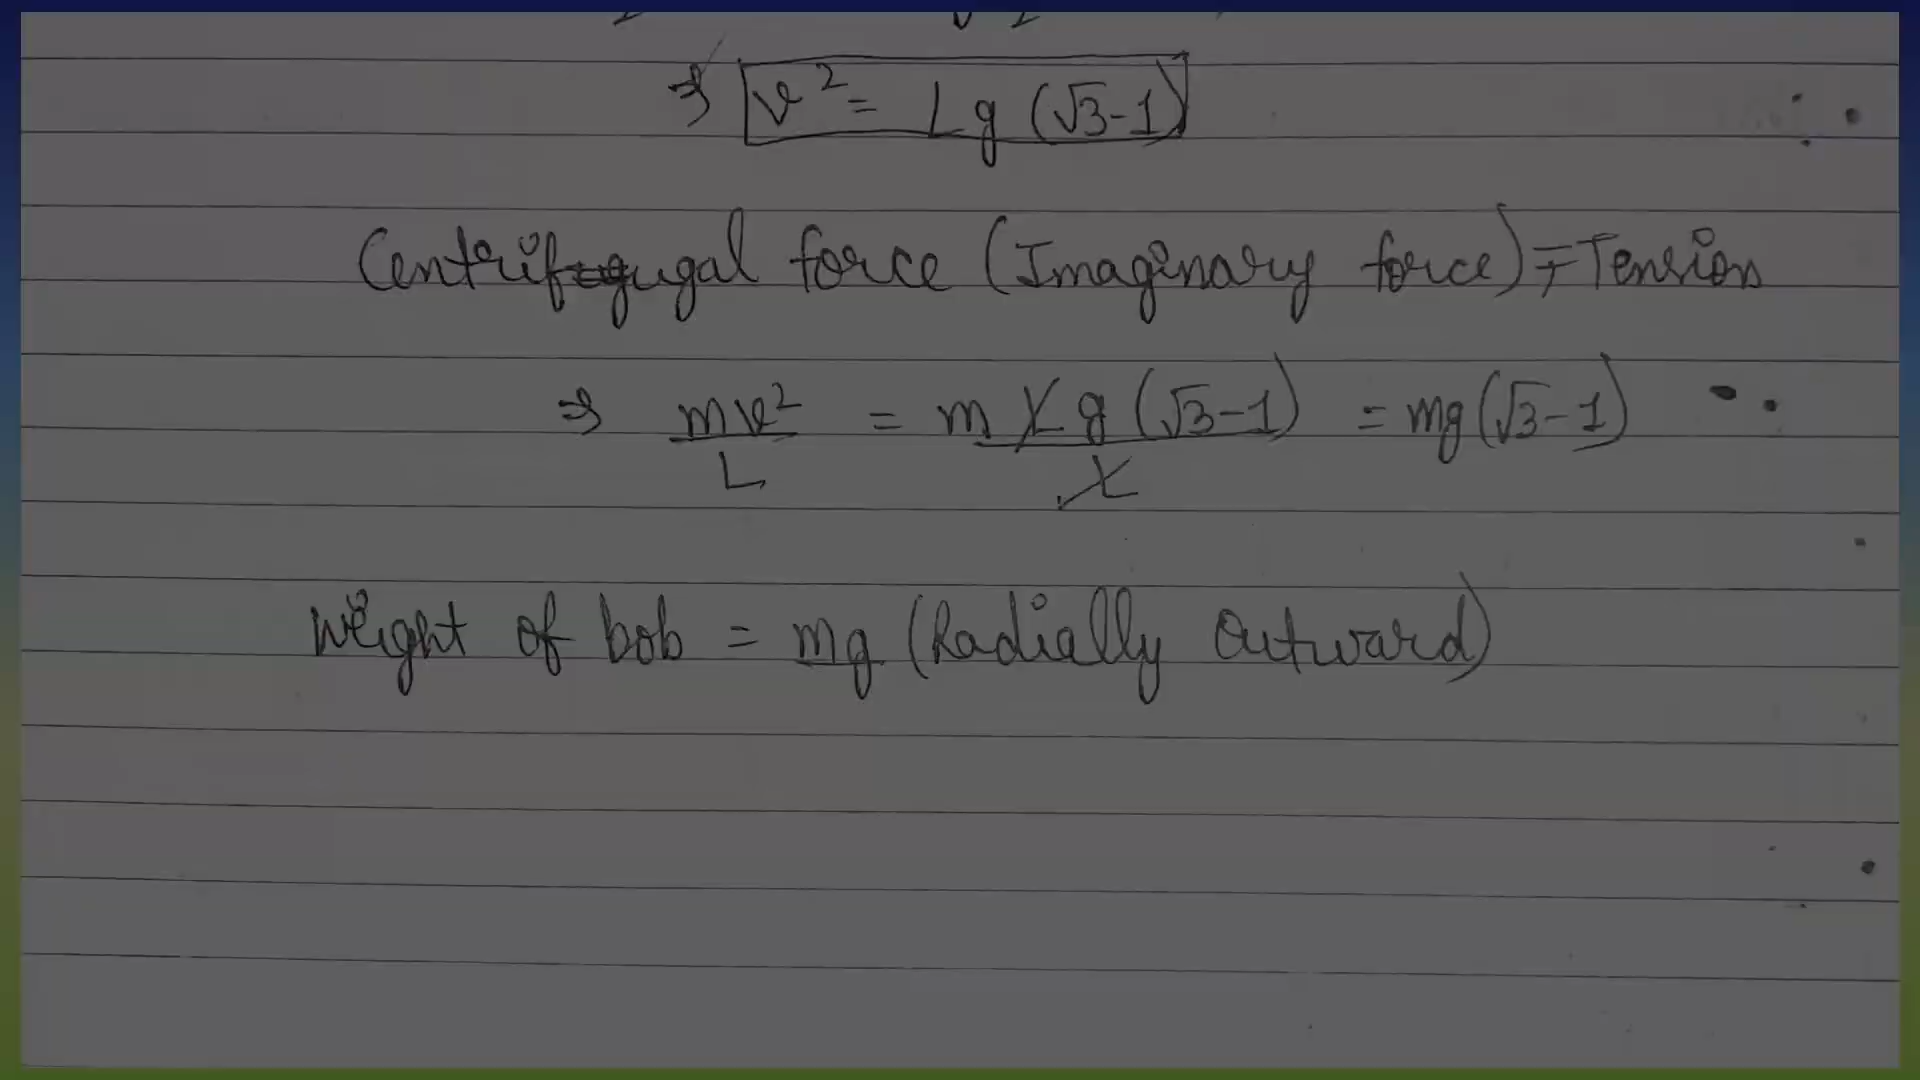 ⇒ v² = Lg (√3-1)
Centrifugal force (Imaginary force) = Tension
⇒ mv²/L = m L g (√3-1)/L = mg (√3-1)
Weight of bob = mg (Radially Outward)